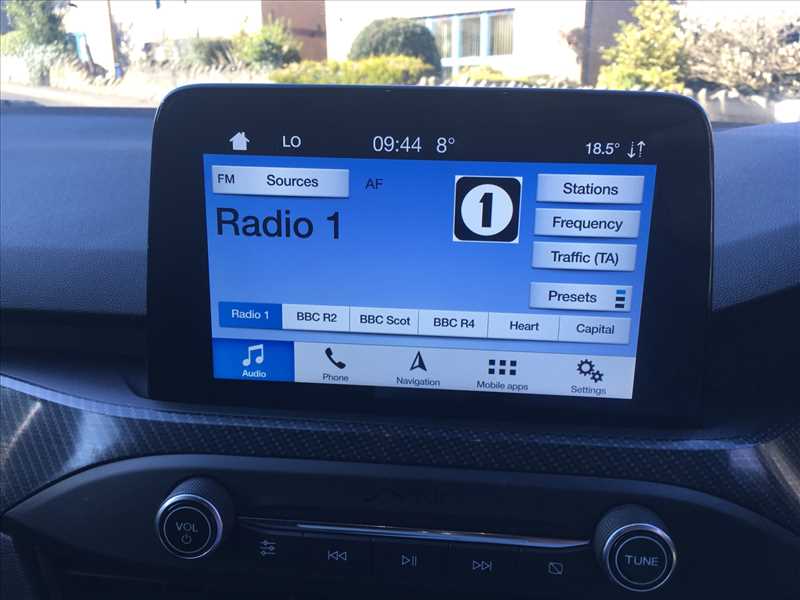 LO 09:44 8° 18.5°
FM Sources AF
1
Stations
Radio 1
Frequency
Traffic (TA)
Presets
Radio 1 BBC R2 BBC Scot BBC R4 Heart Capital
Audio Phone Navigation Mobile apps Settings
VOL
TUNE